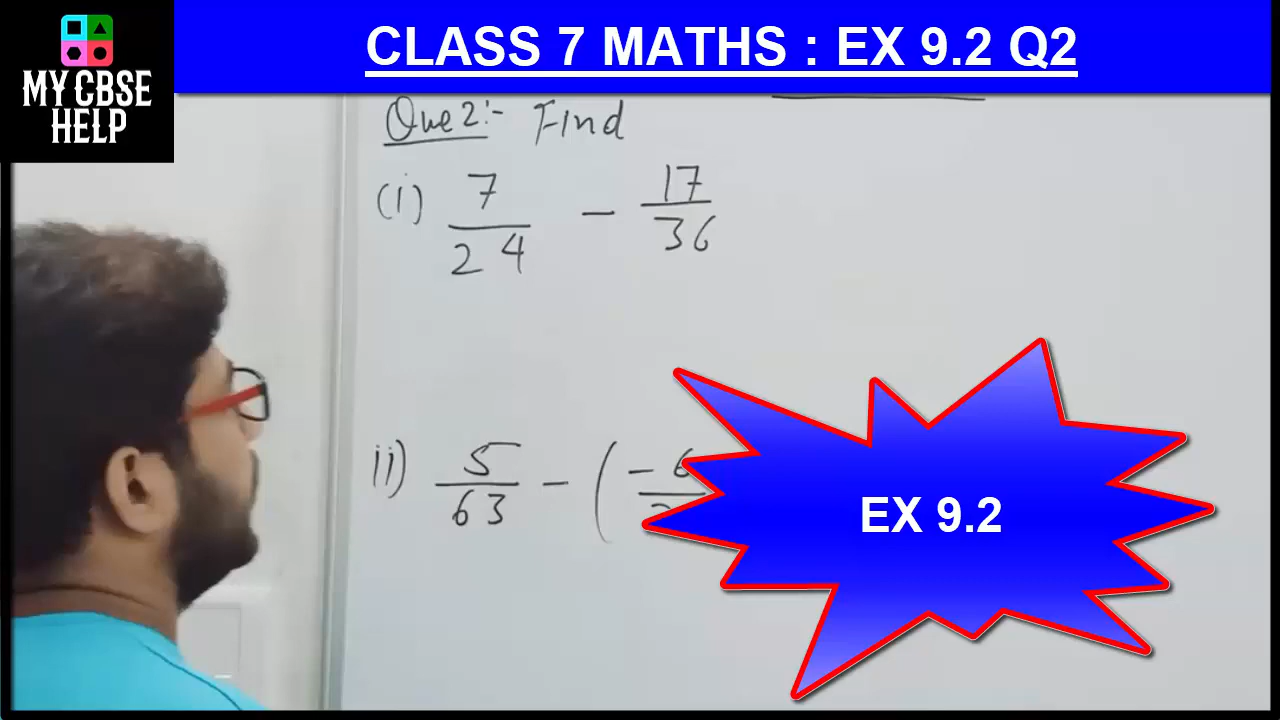 MY CBSE
HELP
CLASS 7 MATHS : EX 9.2 Q2
Que 2:- Find
(i) 7/24 - 17/36
ii) 5/63 - ( -6
EX 9.2